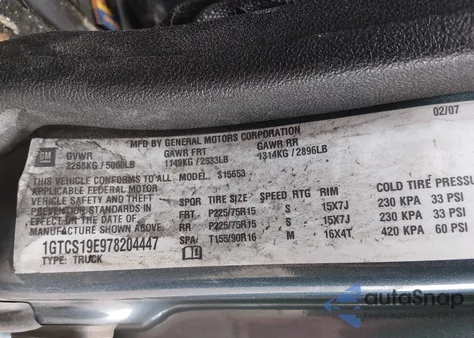 02/07
MFD BY GENERAL MOTORS CORPORATION
GM GVWR GAWR FRT GAWR RR
2268KG / 5000LB 1149KG / 2533LB 1314KG / 2896LB
THIS VEHICLE CONFORMS TO ALL MODEL: S15653
APPLICABLE FEDERAL MOTOR
VEHICLE SAFETY AND THEFT TIRE SIZE SPEED RTG RIM COLD TIRE PRESSU
PREVENTION STANDARDS IN FRT P225/75R15 S 15X7J 230 KPA 33 PSI
EFFECT ON THE DATE OF RR P225/75R15 S 15X7J 230 KPA 33 PSI
MANUFACTURE SHOWN ABOVE. SPA T155/90R16 M 16X4T 420 KPA 60 PSI
1GTCS19E978204447
TYPE: TRUCK
autoSnap